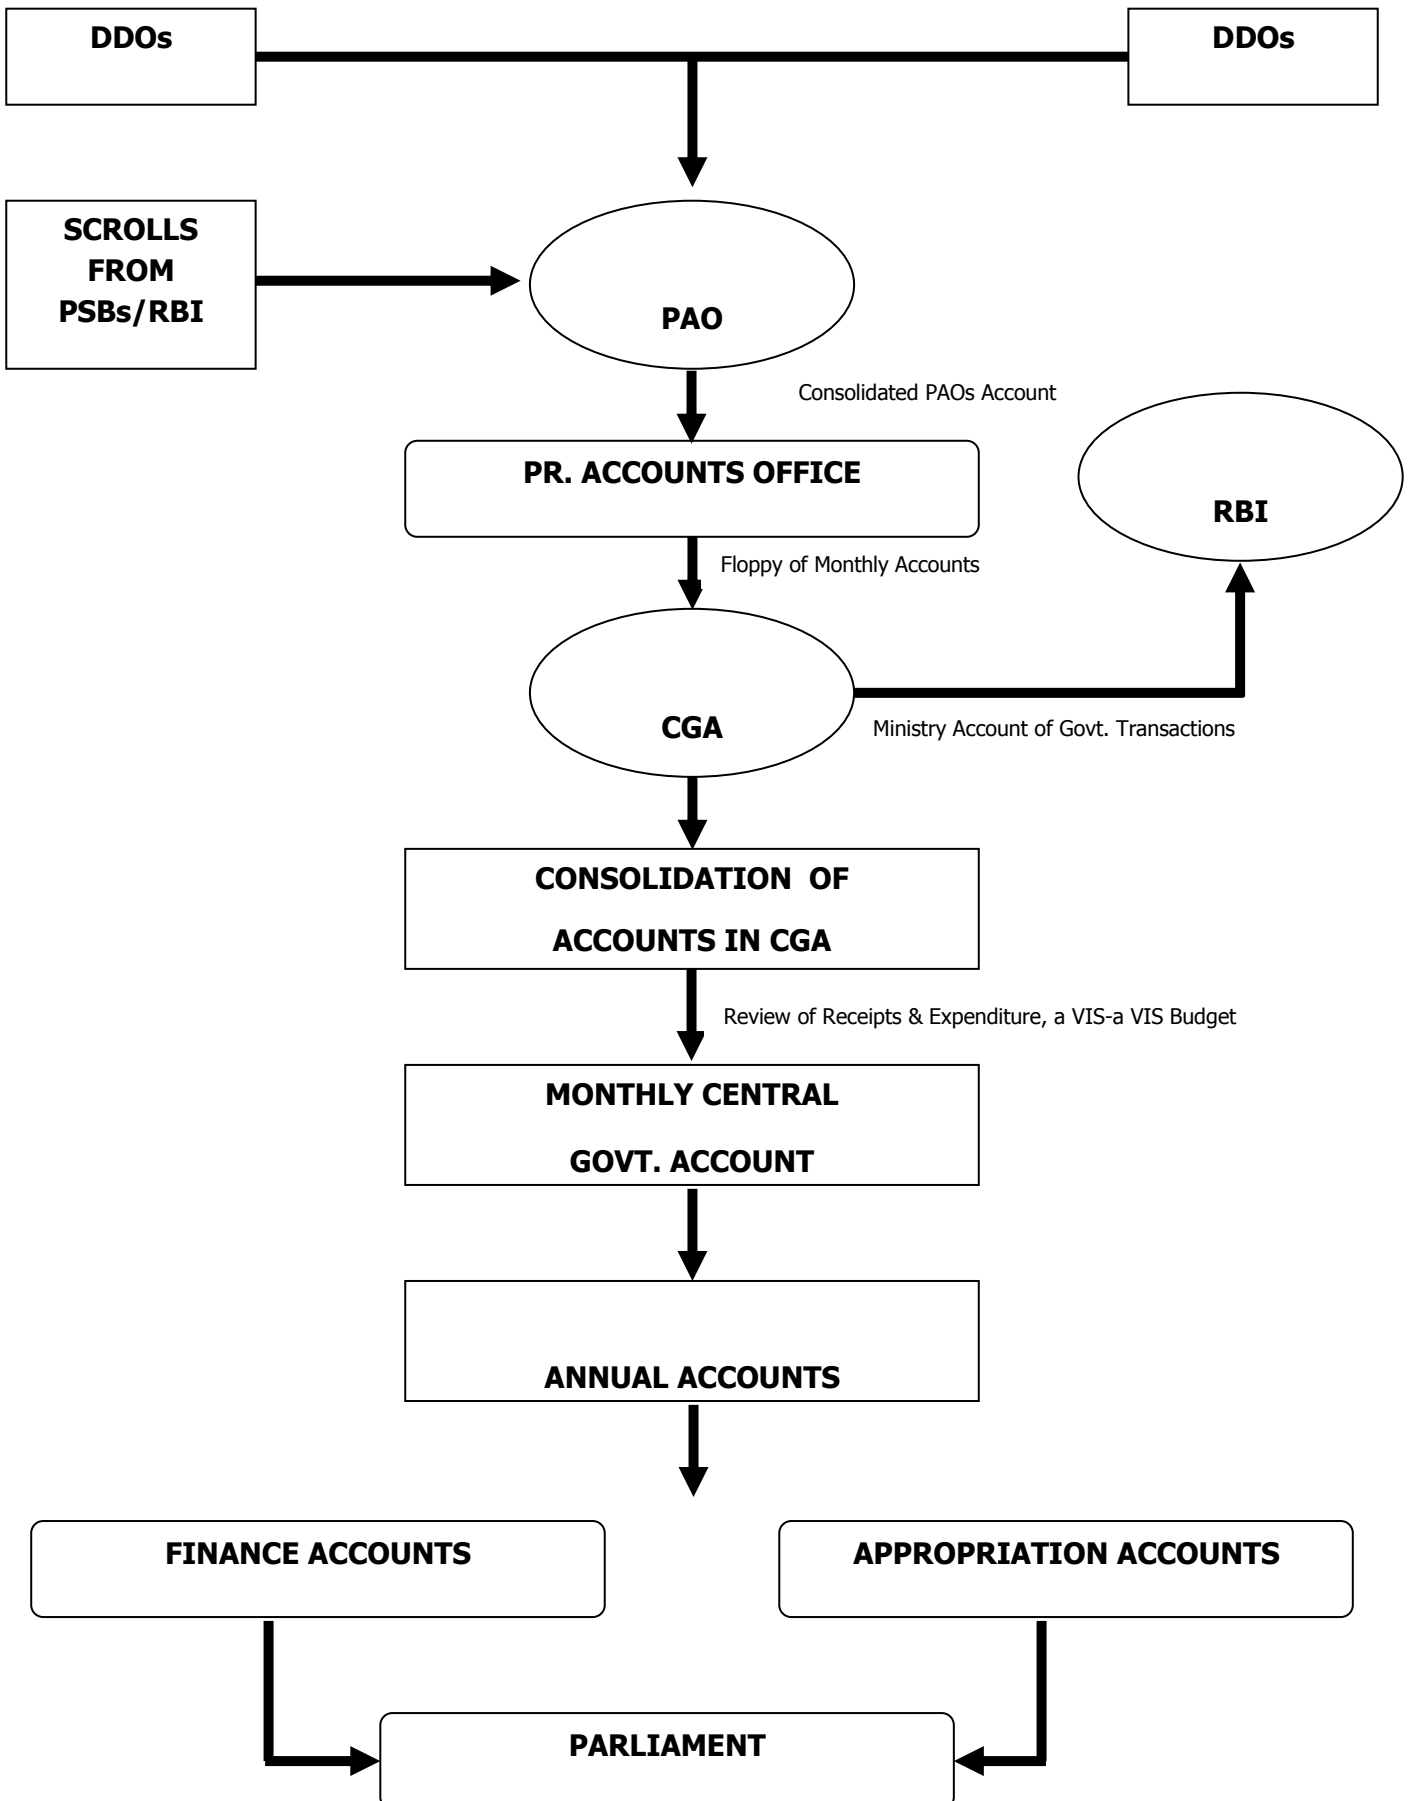 DDOs
DDOs
SCROLLS
FROM
PSBs/RBI
PAO
Consolidated PAOs Account
PR. ACCOUNTS OFFICE
RBI
Floppy of Monthly Accounts
CGA
Ministry Account of Govt. Transactions
CONSOLIDATION OF
ACCOUNTS IN CGA
Review of Receipts & Expenditure, a VIS-a VIS Budget
MONTHLY CENTRAL
GOVT. ACCOUNT
ANNUAL ACCOUNTS
FINANCE ACCOUNTS
APPROPRIATION ACCOUNTS
PARLIAMENT